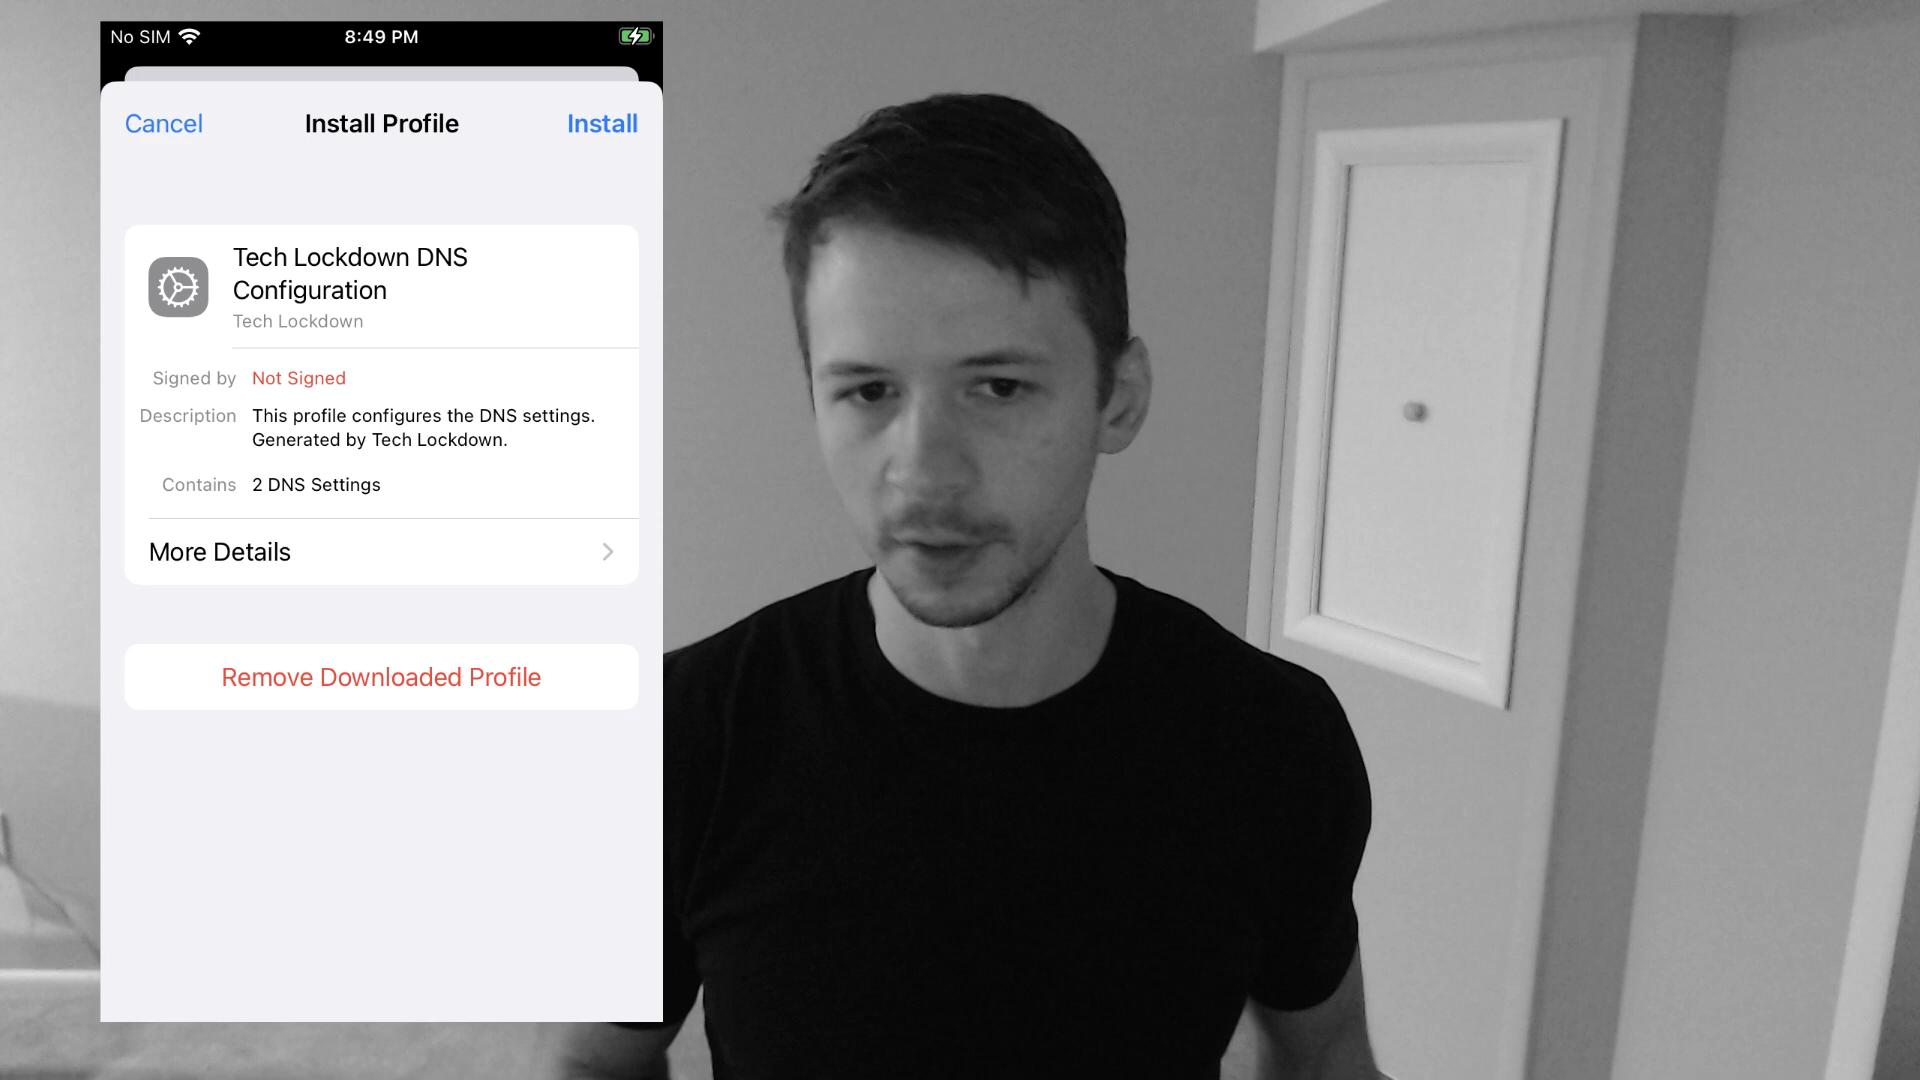 No SIM 8:49 PM
Cancel Install Profile Install
Tech Lockdown DNS
Configuration
Tech Lockdown
Signed by Not Signed
Description This profile configures the DNS settings.
Generated by Tech Lockdown.
Contains 2 DNS Settings
More Details
Remove Downloaded Profile